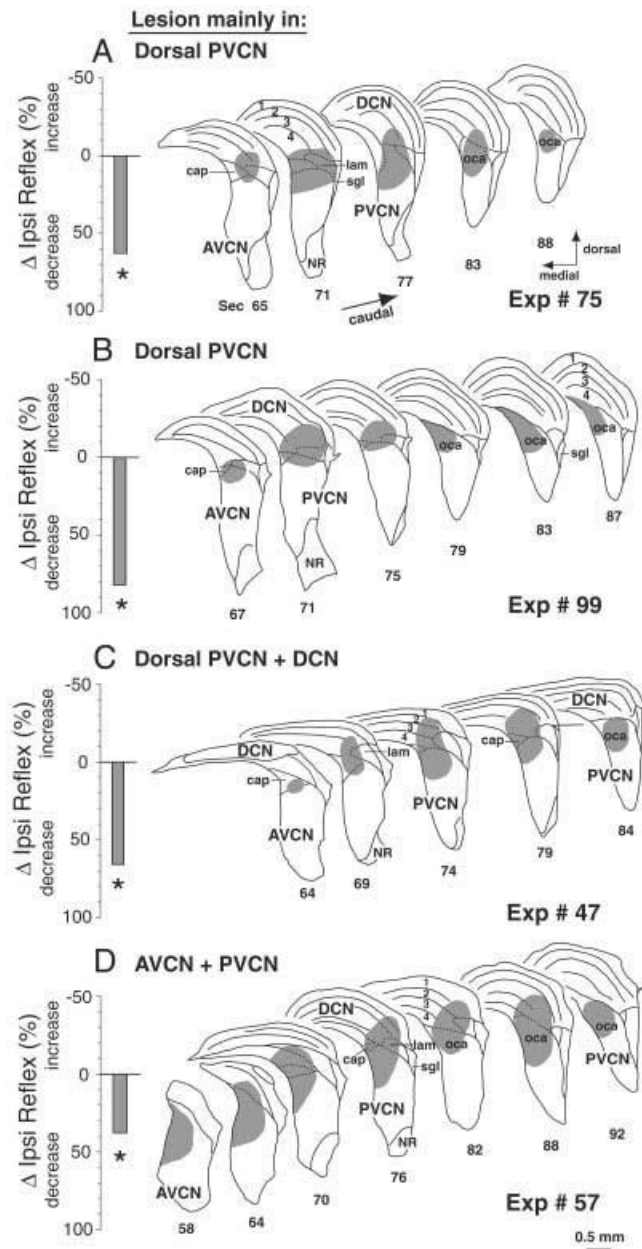 Lesion mainly in:
A Dorsal PVCN
Δ Ipsi Reflex (%)
decrease increase
-50
0
50
100
*
1
2
3
4
DCN
cap
lam
sgl
oca
oca
AVCN
PVCN
NR
Sec 65
71
77
83
88
dorsal
medial
caudal
Exp # 75
B Dorsal PVCN
Δ Ipsi Reflex (%)
decrease increase
-50
0
50
100
*
DCN
1
2
3
4
cap
oca
oca
oca
sgl
AVCN
PVCN
NR
67
71
75
79
83
87
Exp # 99
C Dorsal PVCN + DCN
Δ Ipsi Reflex (%)
decrease increase
-50
0
50
100
*
DCN
1
2
3
4
DCN
lam
cap
cap
oca
AVCN
PVCN
PVCN
NR
64
69
74
79
84
Exp # 47
D AVCN + PVCN
Δ Ipsi Reflex (%)
decrease increase
-50
0
50
100
*
DCN
1
2
3
4
cap
lam
sgl
oca
oca
oca
AVCN
PVCN
PVCN
NR
58
64
70
76
82
88
92
Exp # 57
0.5 mm